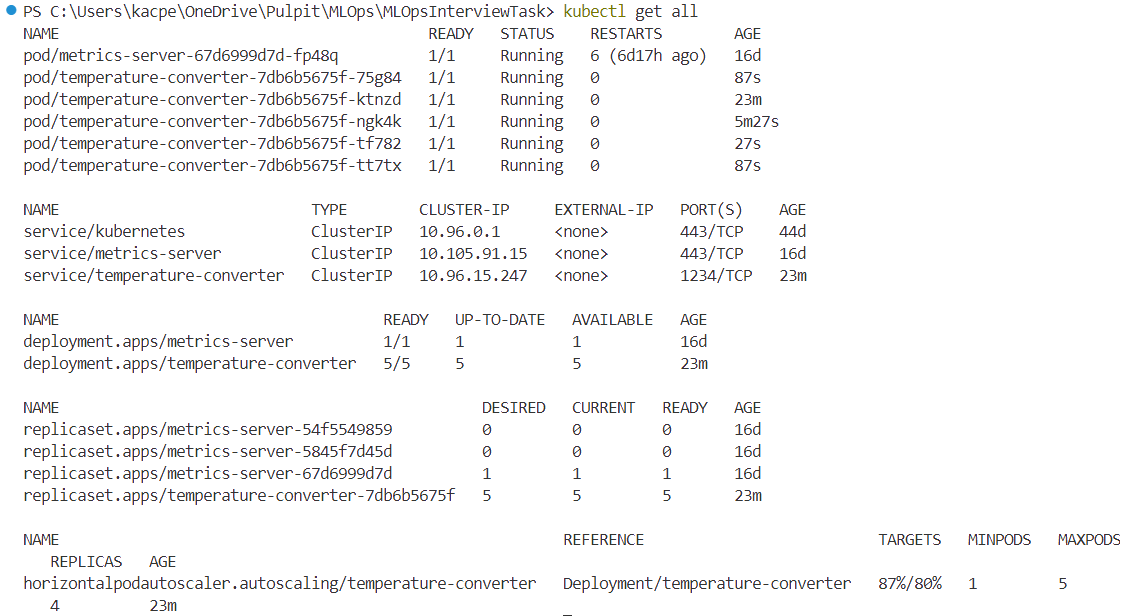 PS C:\Users\kacpe\OneDrive\Pulpit\MLOps\MLOpsInterviewTask> kubectl get all
NAME READY STATUS RESTARTS AGE
pod/metrics-server-67d6999d7d-fp48q 1/1 Running 6 (6d17h ago) 16d
pod/temperature-converter-7db6b5675f-75g84 1/1 Running 0 87s
pod/temperature-converter-7db6b5675f-ktnzd 1/1 Running 0 23m
pod/temperature-converter-7db6b5675f-ngk4k 1/1 Running 0 5m27s
pod/temperature-converter-7db6b5675f-tf782 1/1 Running 0 27s
pod/temperature-converter-7db6b5675f-tt7tx 1/1 Running 0 87s
NAME TYPE CLUSTER-IP EXTERNAL-IP PORT(S) AGE
service/kubernetes ClusterIP 10.96.0.1 <none> 443/TCP 44d
service/metrics-server ClusterIP 10.105.91.15 <none> 443/TCP 16d
service/temperature-converter ClusterIP 10.96.15.247 <none> 1234/TCP 23m
NAME READY UP-TO-DATE AVAILABLE AGE
deployment.apps/metrics-server 1/1 1 1 16d
deployment.apps/temperature-converter 5/5 5 5 23m
NAME DESIRED CURRENT READY AGE
replicaset.apps/metrics-server-54f5549859 0 0 0 16d
replicaset.apps/metrics-server-5845f7d45d 0 0 0 16d
replicaset.apps/metrics-server-67d6999d7d 1 1 1 16d
replicaset.apps/temperature-converter-7db6b5675f 5 5 5 23m
NAME REFERENCE TARGETS MINPODS MAXPODS
REPLICAS AGE
horizontalpodautoscaler.autoscaling/temperature-converter Deployment/temperature-converter 87%/80% 1 5
4 23m